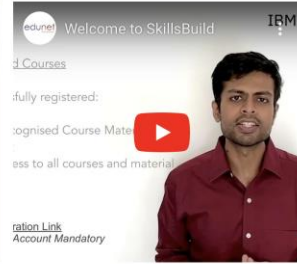 edunet
Welcome to SkillsBuild
IBM
d Courses
sfully registered:
cognised Course Mater
ess to all courses and material
ration Link
Account Mandatory